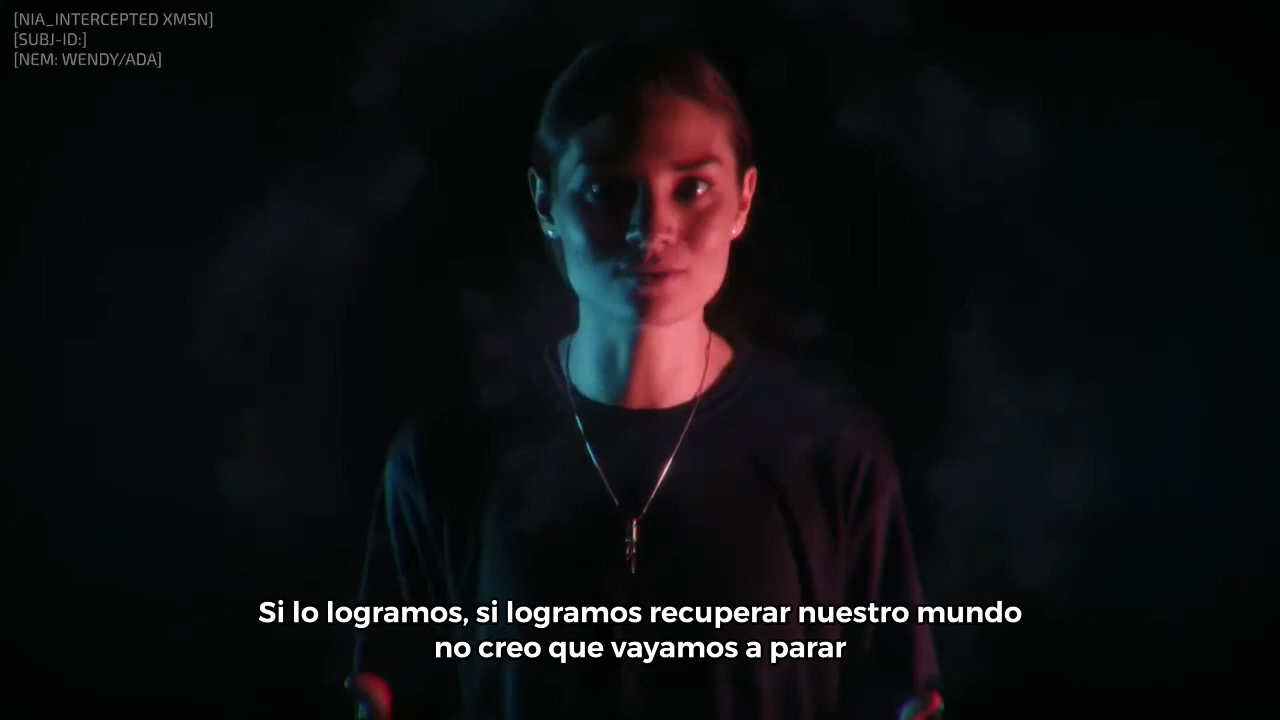 [NIA_INTERCEPTED XMSN]
[SUBJ-ID:]
[NEM: WENDY/ADA]
Si lo logramos, si logramos recuperar nuestro mundo
no creo que vayamos a parar